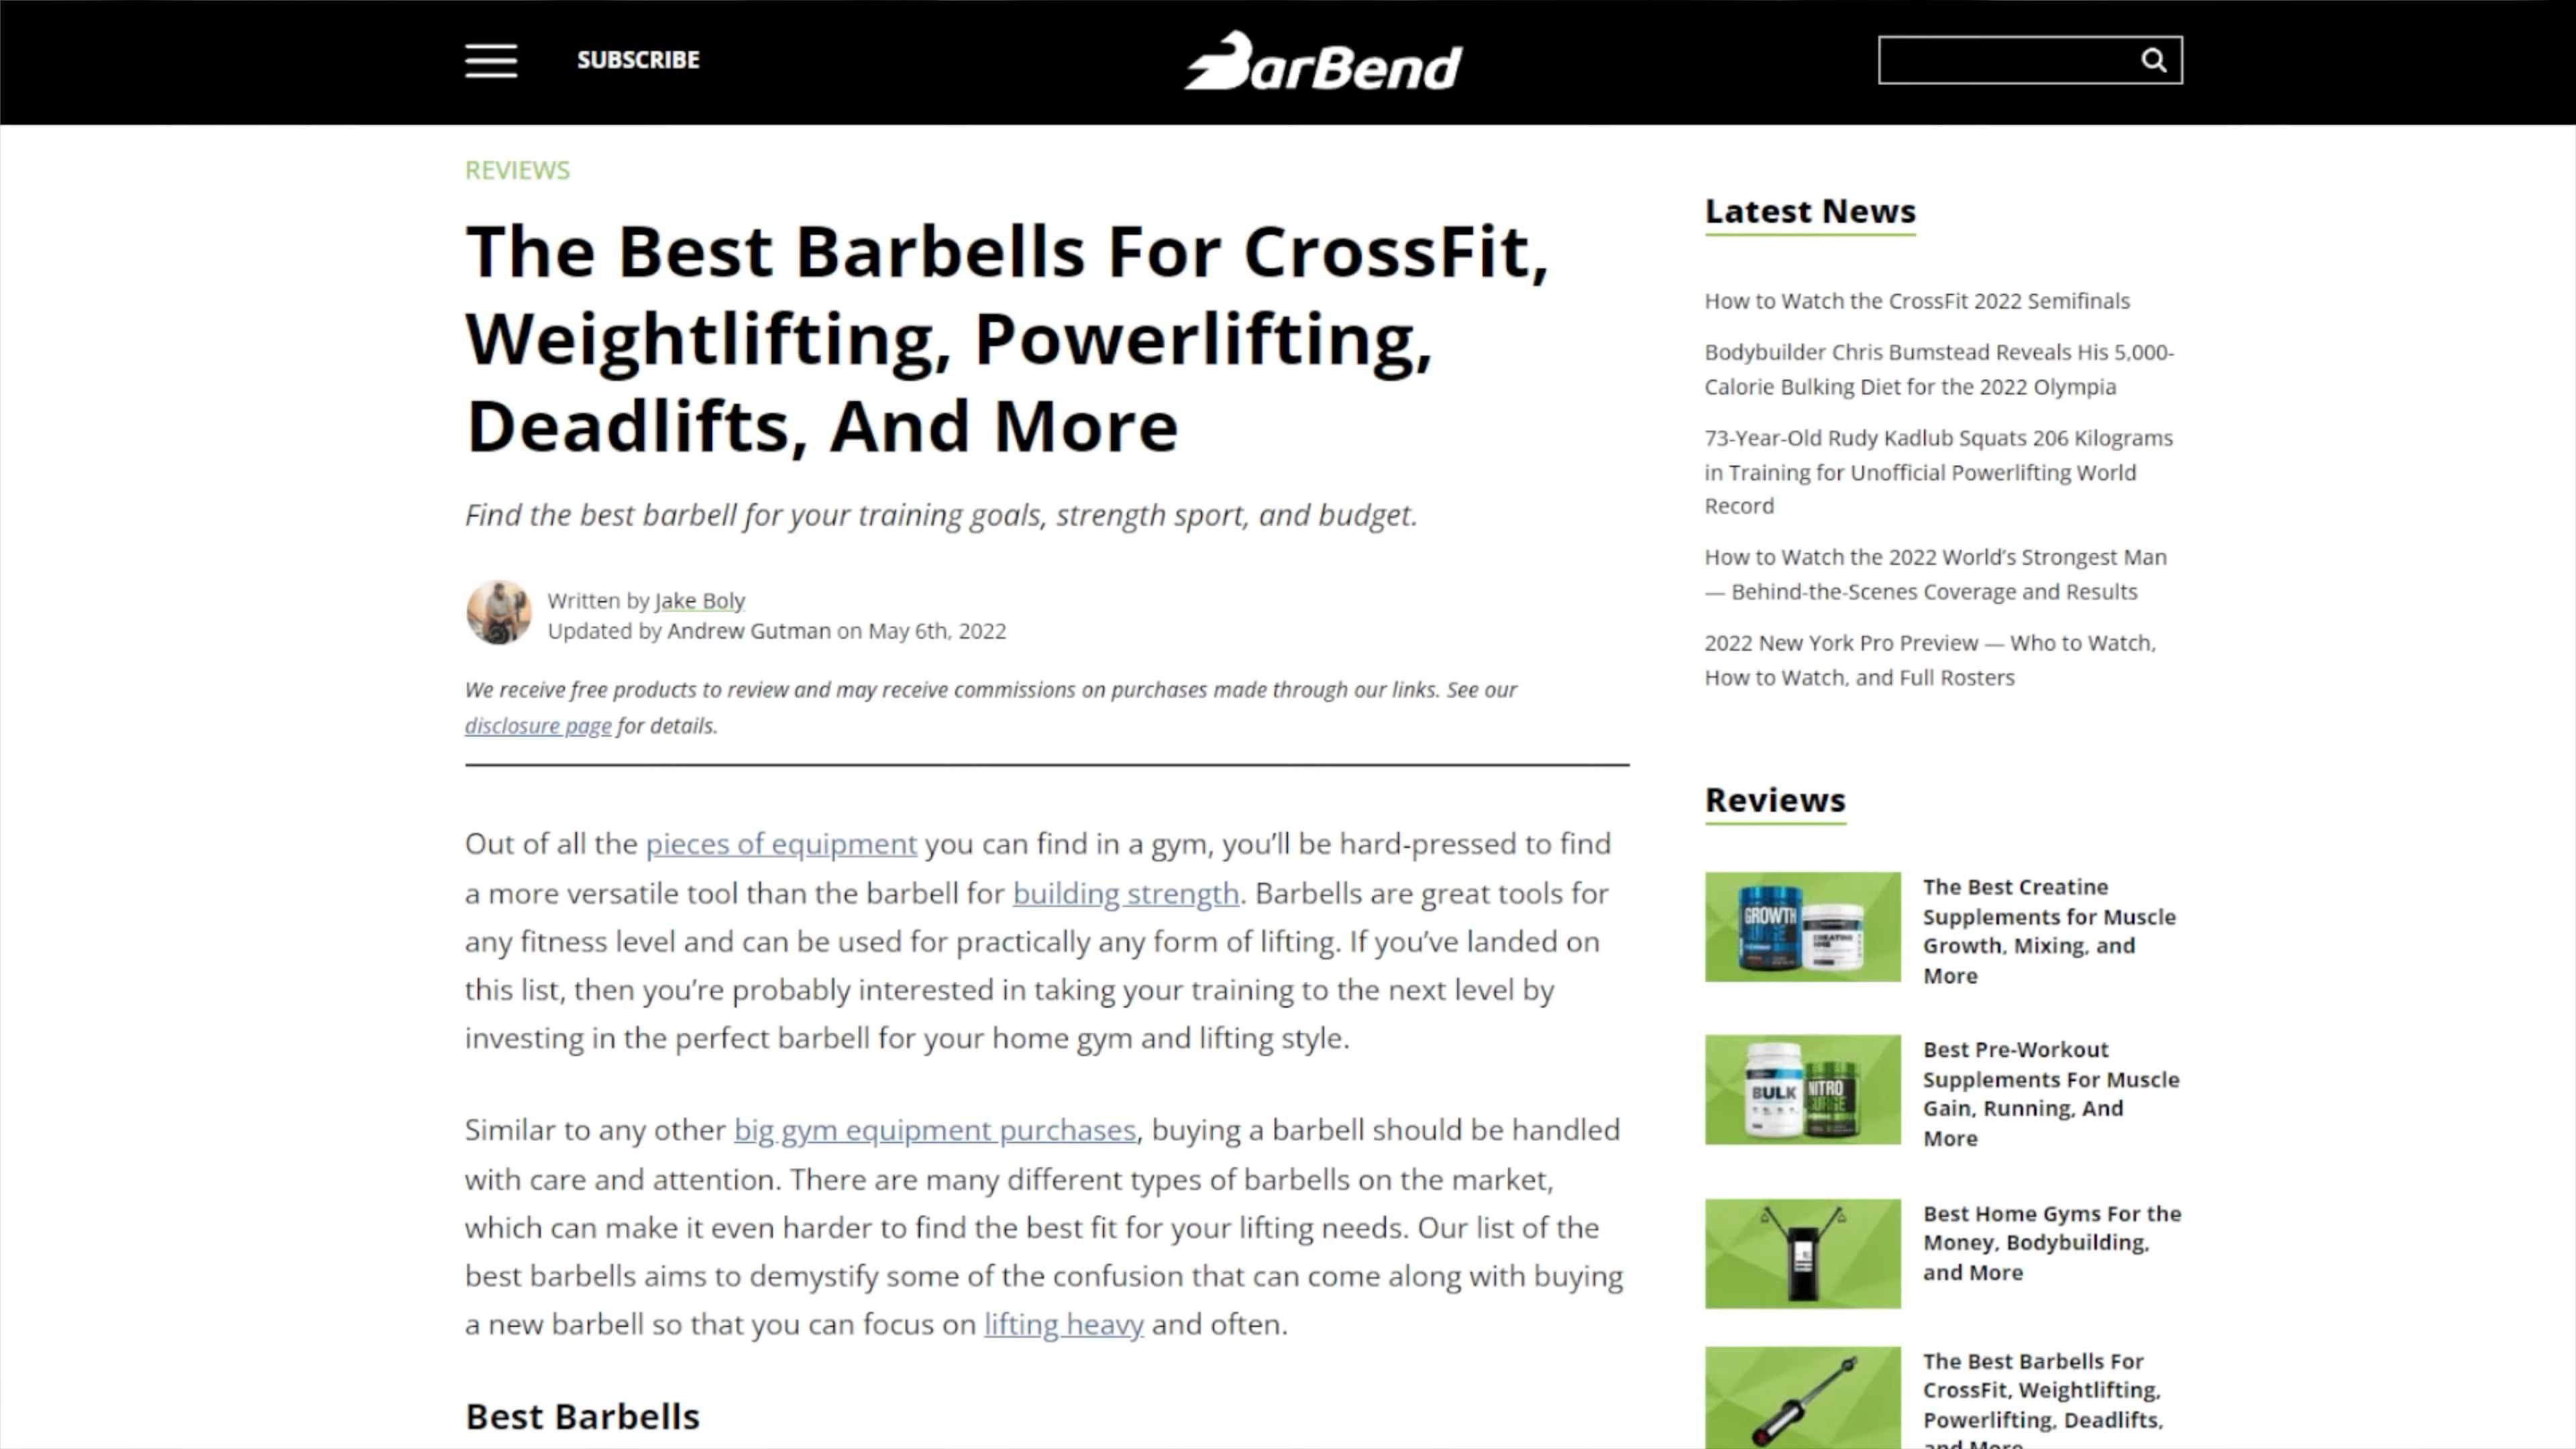 SUBSCRIBE
BarBend
REVIEWS
The Best Barbells For CrossFit,
Weightlifting, Powerlifting,
Deadlifts, And More
Find the best barbell for your training goals, strength sport, and budget.
Written by Jake Boly
Updated by Andrew Gutman on May 6th, 2022
We receive free products to review and may receive commissions on purchases made through our links. See our
disclosure page for details.
Out of all the pieces of equipment you can find in a gym, you’ll be hard-pressed to find
a more versatile tool than the barbell for building strength. Barbells are great tools for
any fitness level and can be used for practically any form of lifting. If you’ve landed on
this list, then you’re probably interested in taking your training to the next level by
investing in the perfect barbell for your home gym and lifting style.
Similar to any other big gym equipment purchases, buying a barbell should be handled
with care and attention. There are many different types of barbells on the market,
which can make it even harder to find the best fit for your lifting needs. Our list of the
best barbells aims to demystify some of the confusion that can come along with buying
a new barbell so that you can focus on lifting heavy and often.
Best Barbells
Latest News
How to Watch the CrossFit 2022 Semifinals
Bodybuilder Chris Bumstead Reveals His 5,000-
Calorie Bulking Diet for the 2022 Olympia
73-Year-Old Rudy Kadlub Squats 206 Kilograms
in Training for Unofficial Powerlifting World
Record
How to Watch the 2022 World’s Strongest Man
— Behind-the-Scenes Coverage and Results
2022 New York Pro Preview — Who to Watch,
How to Watch, and Full Rosters
Reviews
GROWTH
SURGE
CREATINE
HMB
The Best Creatine
Supplements for Muscle
Growth, Mixing, and
More
BULK
NITRO
SURGE
Best Pre-Workout
Supplements For Muscle
Gain, Running, And
More
Best Home Gyms For the
Money, Bodybuilding,
and More
The Best Barbells For
CrossFit, Weightlifting,
Powerlifting, Deadlifts,
and More